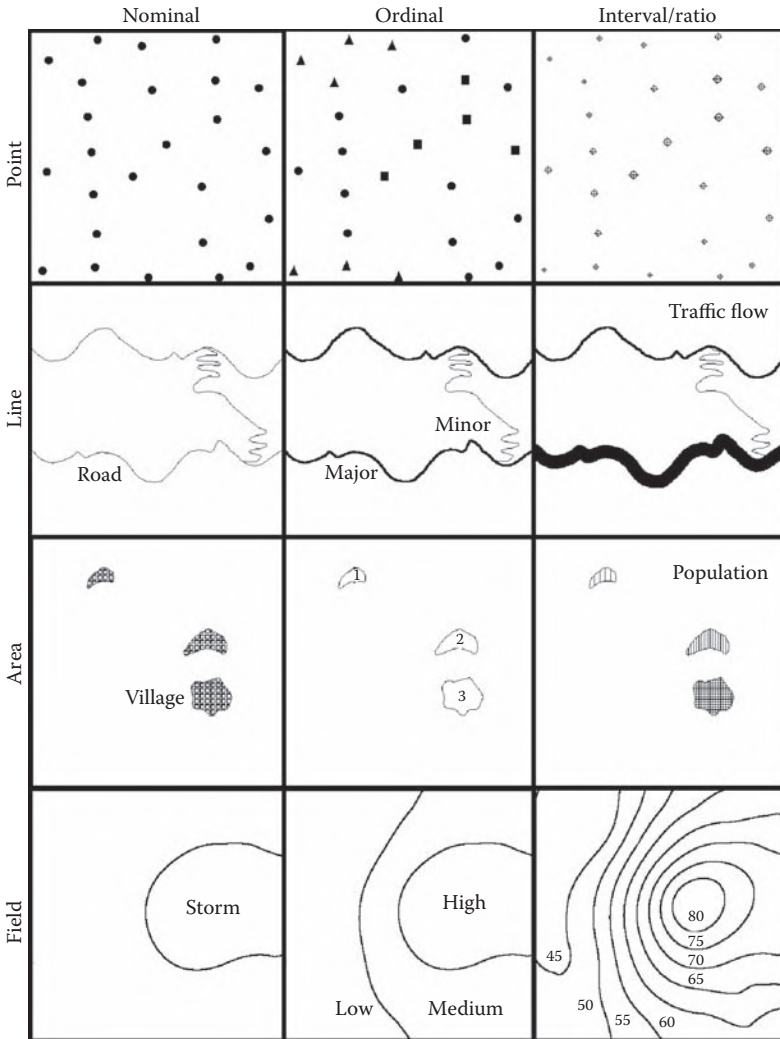 Nominal
Ordinal
Interval/ratio
Point
Line
Road
Major
Minor
Traffic flow
Area
Village
1
2
3
Population
Field
Storm
Low
Medium
High
45
50
55
60
65
70
75
80